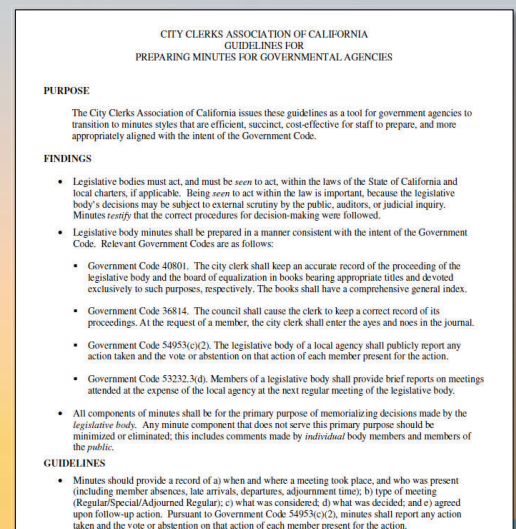 CITY CLERKS ASSOCIATION OF CALIFORNIA
GUIDELINES FOR
PREPARING MINUTES FOR GOVERNMENTAL AGENCIES
PURPOSE
The City Clerks Association of California issues these guidelines as a tool for government agencies to
transition to minutes styles that are efficient, succinct, cost-effective for staff to prepare, and more
appropriately aligned with the intent of the Government Code.
FINDINGS
• Legislative bodies must act, and must be seen to act, within the laws of the State of California and
local charters, if applicable. Being seen to act within the law is important, because the legislative
body's decisions may be subject to external scrutiny by the public, auditors, or judicial inquiry.
Minutes testify that the correct procedures for decision-making were followed.
• Legislative body minutes shall be prepared in a manner consistent with the intent of the Government
Code. Relevant Government Codes are as follows:
▪ Government Code 40801. The city clerk shall keep an accurate record of the proceeding of the
legislative body and the board of equalization in books bearing appropriate titles and devoted
exclusively to such purposes, respectively. The books shall have a comprehensive general index.
▪ Government Code 36814. The council shall cause the clerk to keep a correct record of its
proceedings. At the request of a member, the city clerk shall enter the ayes and noes in the journal.
▪ Government Code 54953(c)(2). The legislative body of a local agency shall publicly report any
action taken and the vote or abstention on that action of each member present for the action.
▪ Government Code 53232.3(d). Members of a legislative body shall provide brief reports on meetings
attended at the expense of the local agency at the next regular meeting of the legislative body.
• All components of minutes shall be for the primary purpose of memorializing decisions made by the
legislative body. Any minute component that does not serve this primary purpose should be
minimized or eliminated; this includes comments made by individual body members and members of
the public.
GUIDELINES
• Minutes should provide a record of a) when and where a meeting took place, and who was present
(including member absences, late arrivals, departures, adjournment time); b) type of meeting
(Regular/Special/Adjourned Regular); c) what was considered; d) what was decided; and e) agreed
upon follow-up action. Pursuant to Government Code 54953(c)(2), minutes shall report any action
taken and the vote or abstention on that action of each member present for the action.